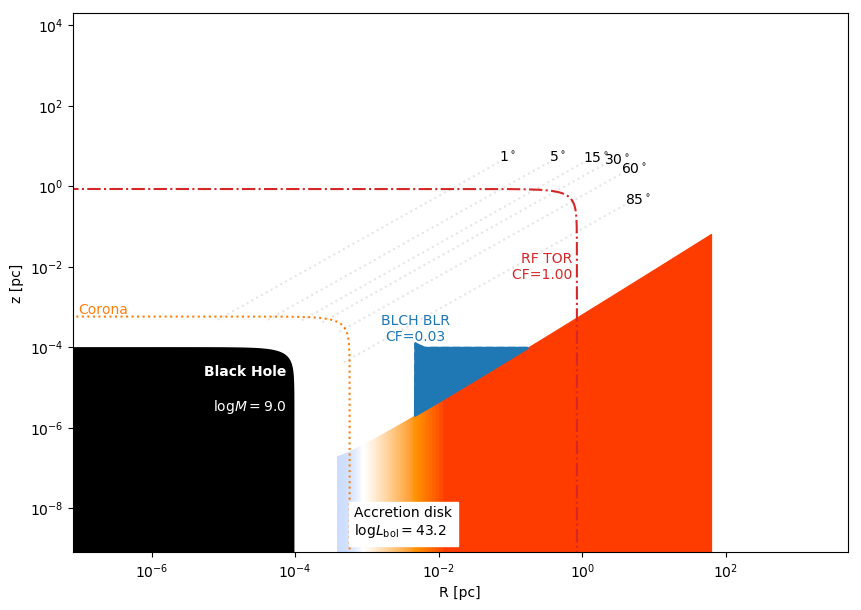 10^4
10^2
10^0
10^-2
10^-4
10^-6
10^-8
z [pc]
1°
5°
15°
30°
60°
85°
RF TOR
CF=1.00
Corona
BLCH BLR
CF=0.03
Black Hole
logM = 9.0
Accretion disk
logL_bol = 43.2
10^-6
10^-4
10^-2
10^0
10^2
R [pc]